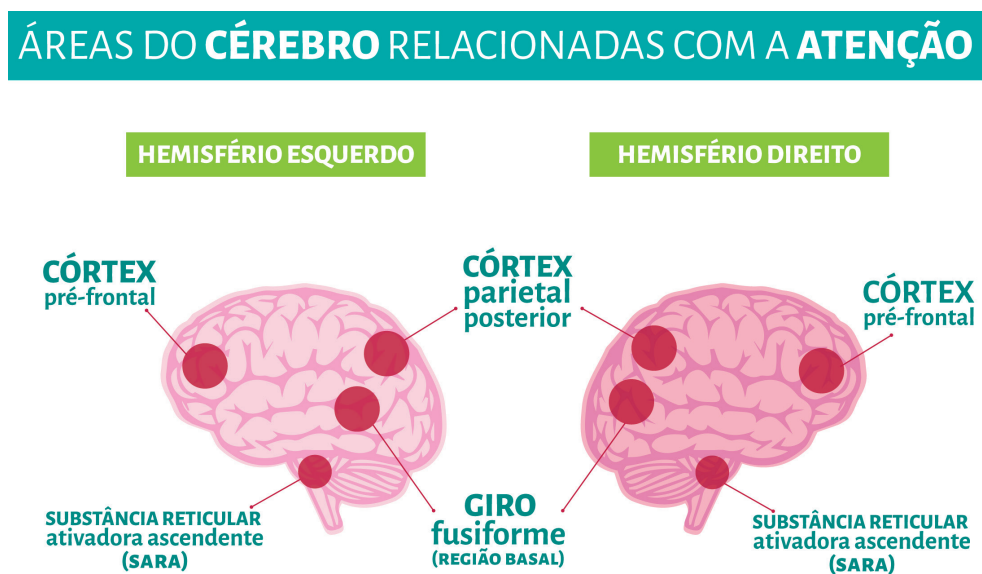 ÁREAS DO CÉREBRO RELACIONADAS COM A ATENÇÃO
HEMISFÉRIO ESQUERDO
HEMISFÉRIO DIREITO
CÓRTEX
pré-frontal
CÓRTEX
parietal
posterior
CÓRTEX
pré-frontal
SUBSTÂNCIA RETICULAR
ativadora ascendente
(SARA)
GIRO
fusiforme
(REGIÃO BASAL)
SUBSTÂNCIA RETICULAR
ativadora ascendente
(SARA)